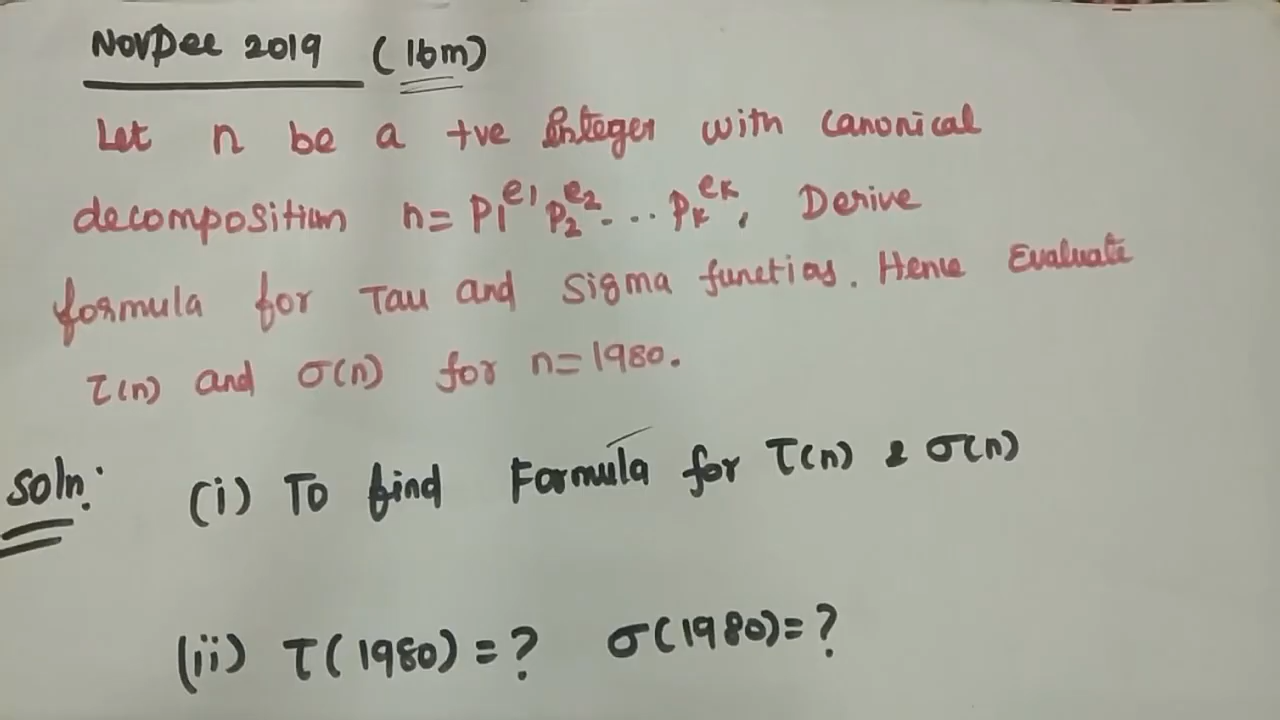 NovDec 2019 (16m)
Let n be a +ve Integer with canonical
decomposition n= p1^e1 p2^e2 ... pk^ek. Derive
formula for Tau and Sigma functios. Hence Evaluate
τ(n) and σ(n) for n=1980.
Soln: (i) To find Formula for τ(n) & σ(n)
(ii) τ(1980)=? σ(1980)=?